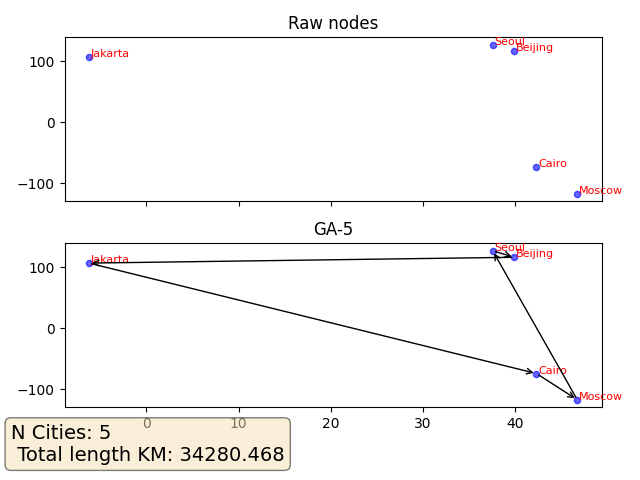 Raw nodes
100
0
−100
Jakarta
Seoul
Beijing
Cairo
Moscow
GA-5
100
0
−100
Jakarta
Seoul
Beijing
Cairo
Moscow
0 10 20 30 40
N Cities: 5
Total length KM: 34280.468